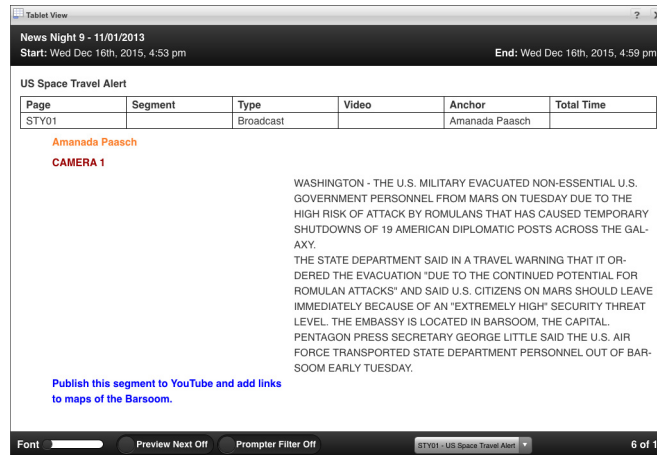 Tablet View ?
News Night 9 - 11/01/2013
Start: Wed Dec 16th, 2015, 4:53 pm End: Wed Dec 16th, 2015, 4:59 pm
US Space Travel Alert
Page Segment Type Video Anchor Total Time
STY01 Broadcast Amanada Paasch
Amanada Paasch
CAMERA 1
WASHINGTON - THE U.S. MILITARY EVACUATED NON-ESSENTIAL U.S.
GOVERNMENT PERSONNEL FROM MARS ON TUESDAY DUE TO THE
HIGH RISK OF ATTACK BY ROMULANS THAT HAS CAUSED TEMPORARY
SHUTDOWNS OF 19 AMERICAN DIPLOMATIC POSTS ACROSS THE GAL-
AXY.
THE STATE DEPARTMENT SAID IN A TRAVEL WARNING THAT IT OR-
DERED THE EVACUATION "DUE TO THE CONTINUED POTENTIAL FOR
ROMULAN ATTACKS" AND SAID U.S. CITIZENS ON MARS SHOULD LEAVE
IMMEDIATELY BECAUSE OF AN "EXTREMELY HIGH" SECURITY THREAT
LEVEL. THE EMBASSY IS LOCATED IN BARSOOM, THE CAPITAL.
PENTAGON PRESS SECRETARY GEORGE LITTLE SAID THE U.S. AIR
FORCE TRANSPORTED STATE DEPARTMENT PERSONNEL OUT OF BAR-
SOOM EARLY TUESDAY.
Publish this segment to YouTube and add links
to maps of the Barsoom.
Font Preview Next Off Prompter Filter Off STY01 - US Space Travel Alert 6 of 1